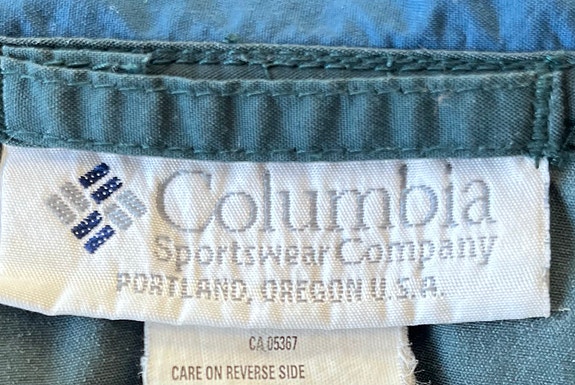 Columbia
Sportswear Company
PORTLAND, OREGON U.S.A.
CA 05367
CARE ON REVERSE SIDE